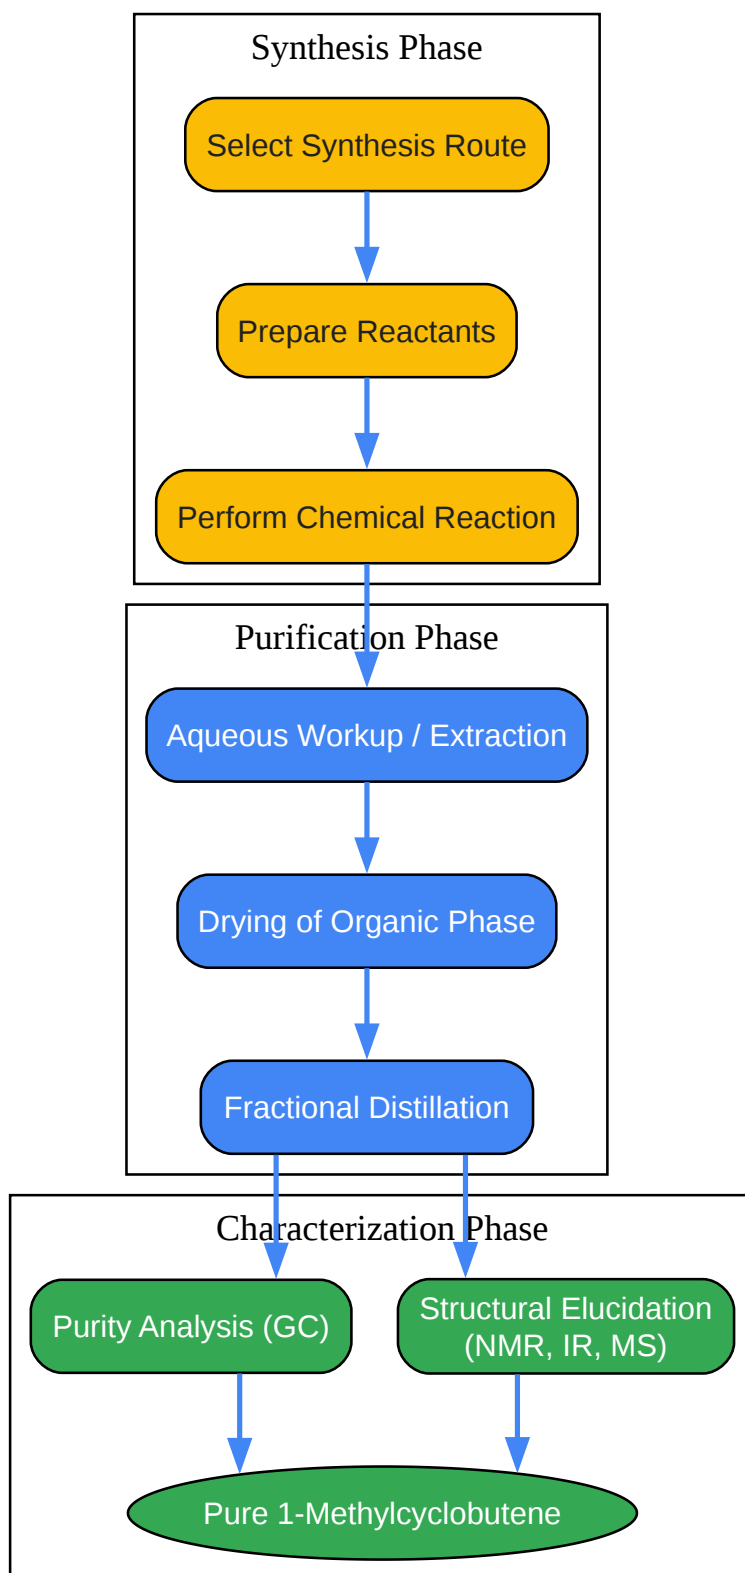 Synthesis Phase
Select Synthesis Route
Prepare Reactants
Perform Chemical Reaction
Purification Phase
Aqueous Workup / Extraction
Drying of Organic Phase
Fractional Distillation
Characterization Phase
Purity Analysis (GC)
Structural Elucidation
(NMR, IR, MS)
Pure 1-Methylcyclobutene